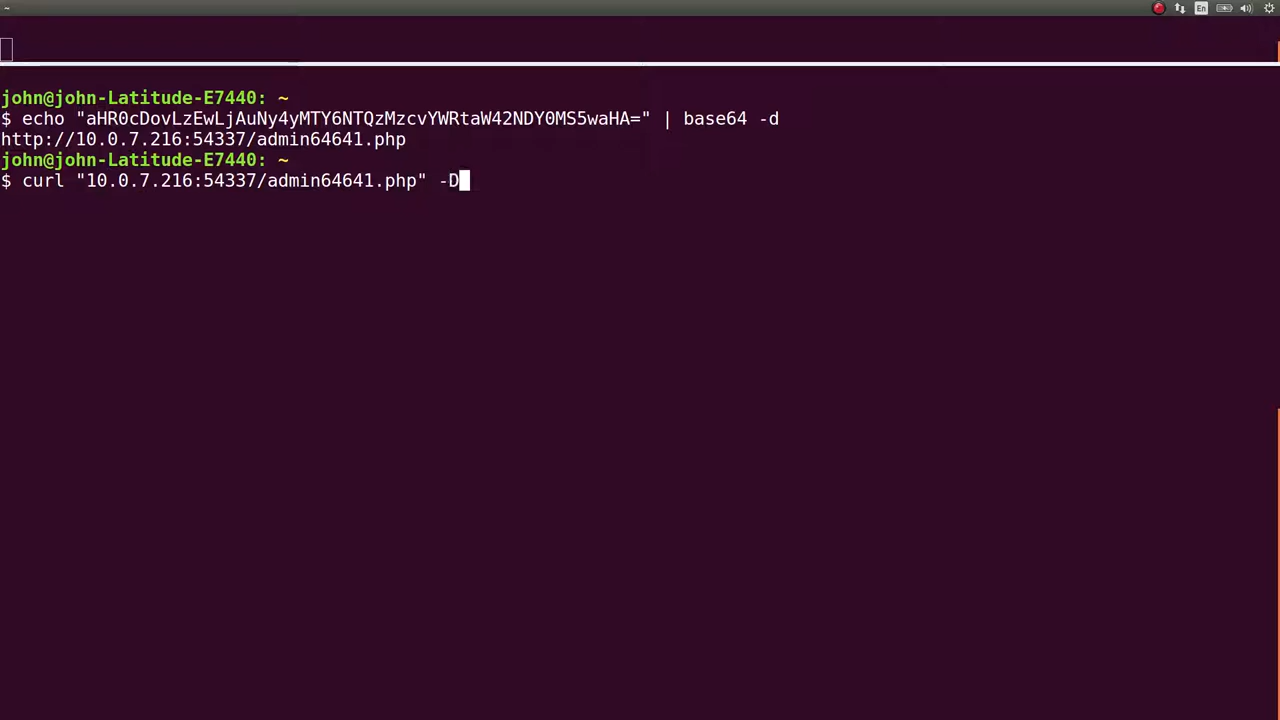 ~
En
john@john-Latitude-E7440: ~
$ echo "aHR0cDovLzEwLjAuNy4yMTY6NTQzMzcvYWRtaW42NDY0MS5waHA=" | base64 -d
http://10.0.7.216:54337/admin64641.php
john@john-Latitude-E7440: ~
$ curl "10.0.7.216:54337/admin64641.php" -D